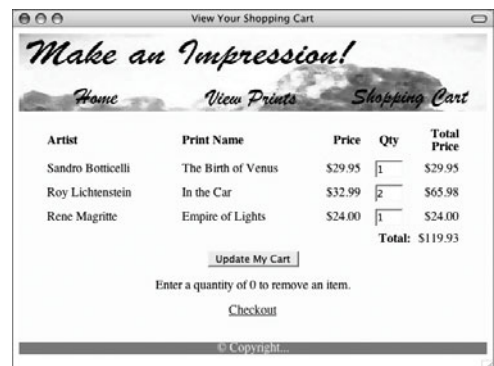 View Your Shopping Cart
Make an Impression!
Home View Prints Shopping Cart
Artist Print Name Price Qty Total Price
Sandro Botticelli The Birth of Venus $29.95 1 $29.95
Roy Lichtenstein In the Car $32.99 2 $65.98
Rene Magritte Empire of Lights $24.00 1 $24.00
Total: $119.93
Update My Cart
Enter a quantity of 0 to remove an item.
Checkout
© Copyright...